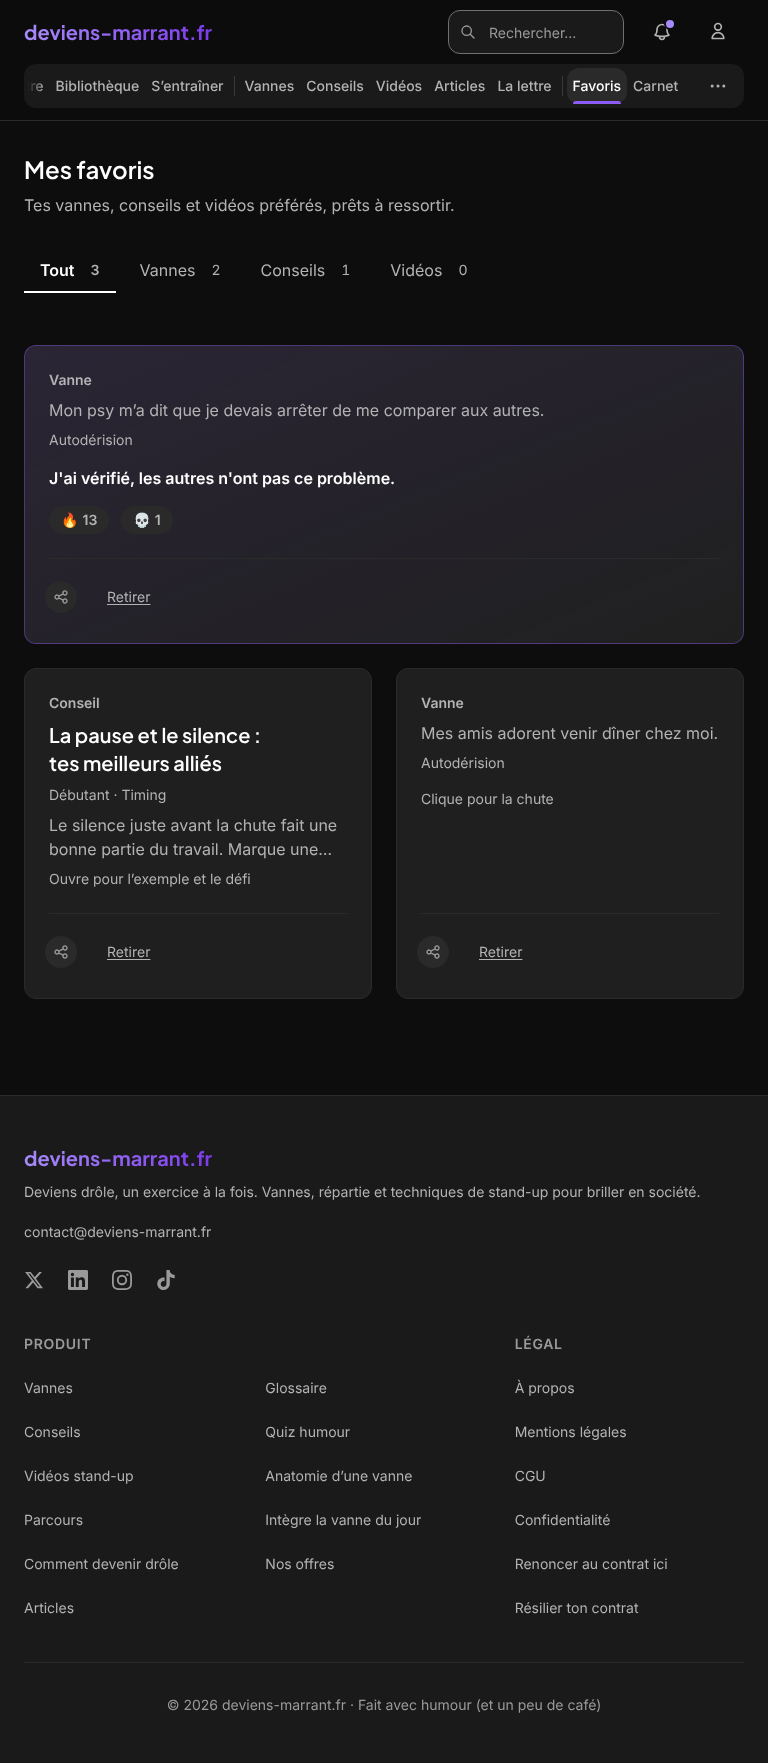 deviens-marrant.fr
Rechercher...
re Bibliothèque S’entraîner Vannes Conseils Vidéos Articles La lettre Favoris Carnet
Mes favoris
Tes vannes, conseils et vidéos préférés, prêts à ressortir.
Tout 3 Vannes 2 Conseils 1 Vidéos 0
Vanne
Mon psy m’a dit que je devais arrêter de me comparer aux autres.
Autodérision
J'ai vérifié, les autres n'ont pas ce problème.
🔥 13 💀 1
Retirer
Conseil
La pause et le silence :
tes meilleurs alliés
Débutant · Timing
Le silence juste avant la chute fait une
bonne partie du travail. Marque une…
Ouvre pour l’exemple et le défi
Retirer
Vanne
Mes amis adorent venir dîner chez moi.
Autodérision
Clique pour la chute
Retirer
deviens-marrant.fr
Deviens drôle, un exercice à la fois. Vannes, répartie et techniques de stand-up pour briller en société.
contact@deviens-marrant.fr
PRODUIT
Vannes
Conseils
Vidéos stand-up
Parcours
Comment devenir drôle
Articles
Glossaire
Quiz humour
Anatomie d’une vanne
Intègre la vanne du jour
Nos offres
LÉGAL
À propos
Mentions légales
CGU
Confidentialité
Renoncer au contrat ici
Résilier ton contrat
© 2026 deviens-marrant.fr · Fait avec humour (et un peu de café)